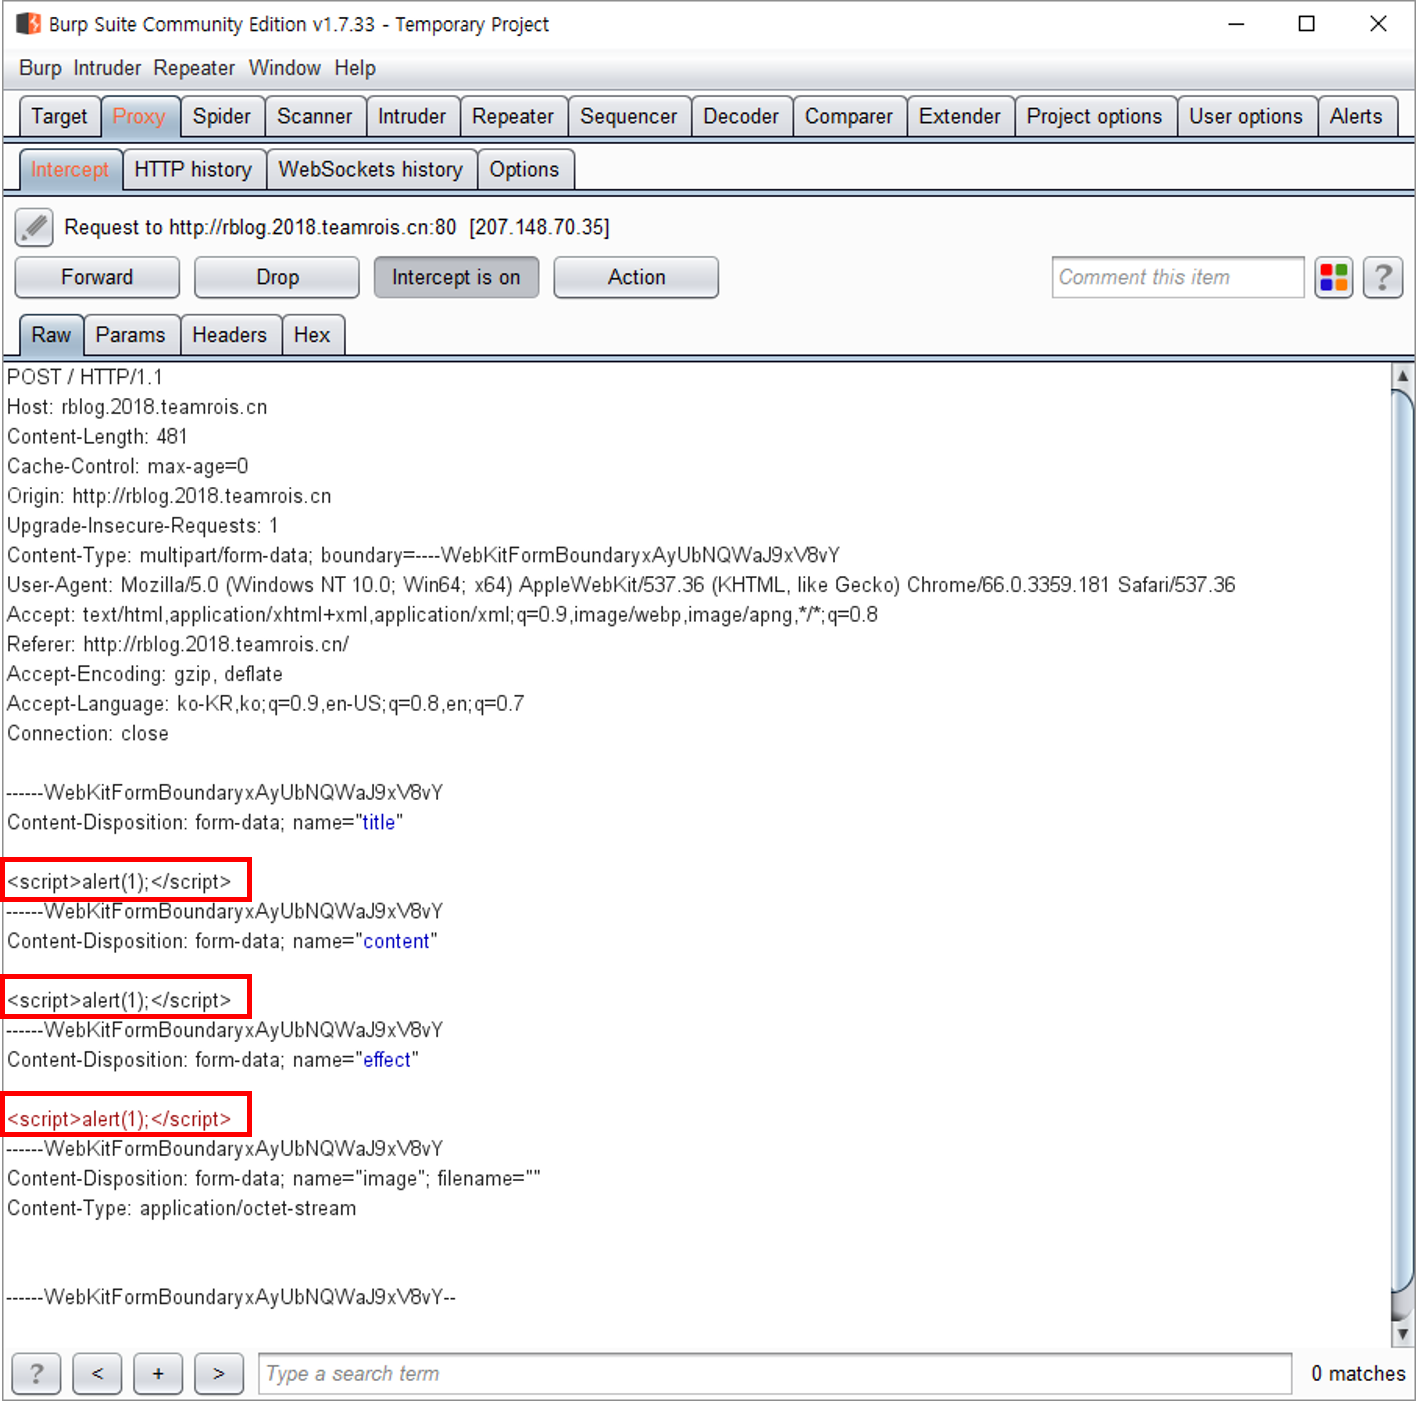 Burp Suite Community Edition v1.7.33 - Temporary Project
Burp Intruder Repeater Window Help
Target Proxy Spider Scanner Intruder Repeater Sequencer Decoder Comparer Extender Project options User options Alerts
Intercept HTTP history WebSockets history Options
Request to http://rblog.2018.teamrois.cn:80 [207.148.70.35]
Forward Drop Intercept is on Action Comment this item ?
Raw Params Headers Hex
POST / HTTP/1.1
Host: rblog.2018.teamrois.cn
Content-Length: 481
Cache-Control: max-age=0
Origin: http://rblog.2018.teamrois.cn
Upgrade-Insecure-Requests: 1
Content-Type: multipart/form-data; boundary=----WebKitFormBoundaryxAyUbNQWaJ9xV8vY
User-Agent: Mozilla/5.0 (Windows NT 10.0; Win64; x64) AppleWebKit/537.36 (KHTML, like Gecko) Chrome/66.0.3359.181 Safari/537.36
Accept: text/html,application/xhtml+xml,application/xml;q=0.9,image/webp,image/apng,*/*;q=0.8
Referer: http://rblog.2018.teamrois.cn/
Accept-Encoding: gzip, deflate
Accept-Language: ko-KR,ko;q=0.9,en-US;q=0.8,en;q=0.7
Connection: close
------WebKitFormBoundaryxAyUbNQWaJ9xV8vY
Content-Disposition: form-data; name="title"
<script>alert(1);</script>
------WebKitFormBoundaryxAyUbNQWaJ9xV8vY
Content-Disposition: form-data; name="content"
<script>alert(1);</script>
------WebKitFormBoundaryxAyUbNQWaJ9xV8vY
Content-Disposition: form-data; name="effect"
<script>alert(1);</script>
------WebKitFormBoundaryxAyUbNQWaJ9xV8vY
Content-Disposition: form-data; name="image"; filename=""
Content-Type: application/octet-stream
------WebKitFormBoundaryxAyUbNQWaJ9xV8vY--
? < + > Type a search term 0 matches